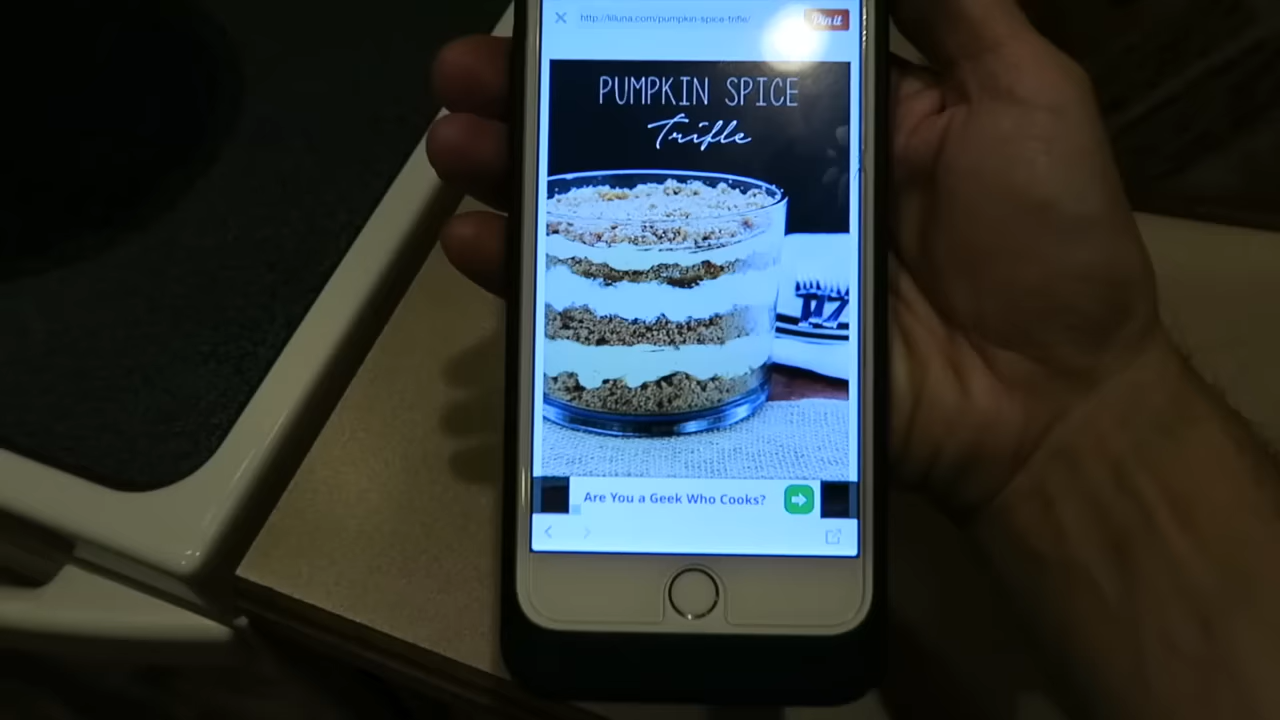 http://lilluna.com/pumpkin-spice-trifle/
Pin it
PUMPKIN SPICE
Trifle
Are You a Geek Who Cooks?